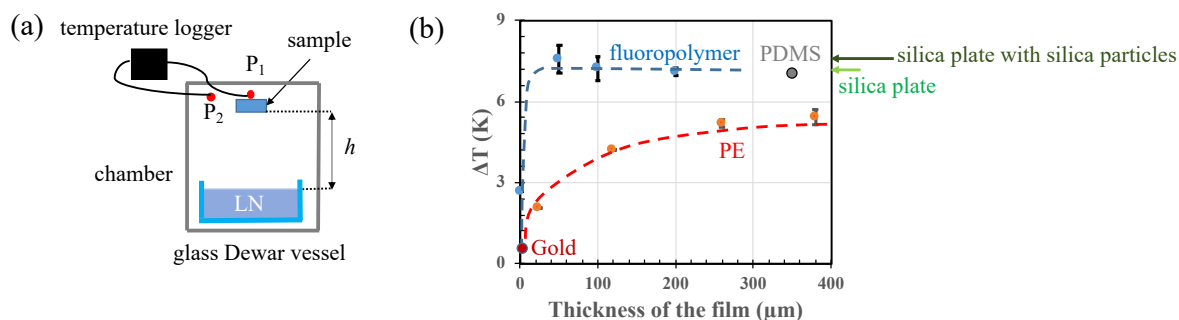 (a)
temperature logger
sample
P1
P2
h
chamber
LN
glass Dewar vessel
(b)
9
6
3
0
ΔT (K)
fluoropolymer
PDMS
silica plate with silica particles
silica plate
PE
Gold
0 100 200 300 400
Thickness of the film (μm)